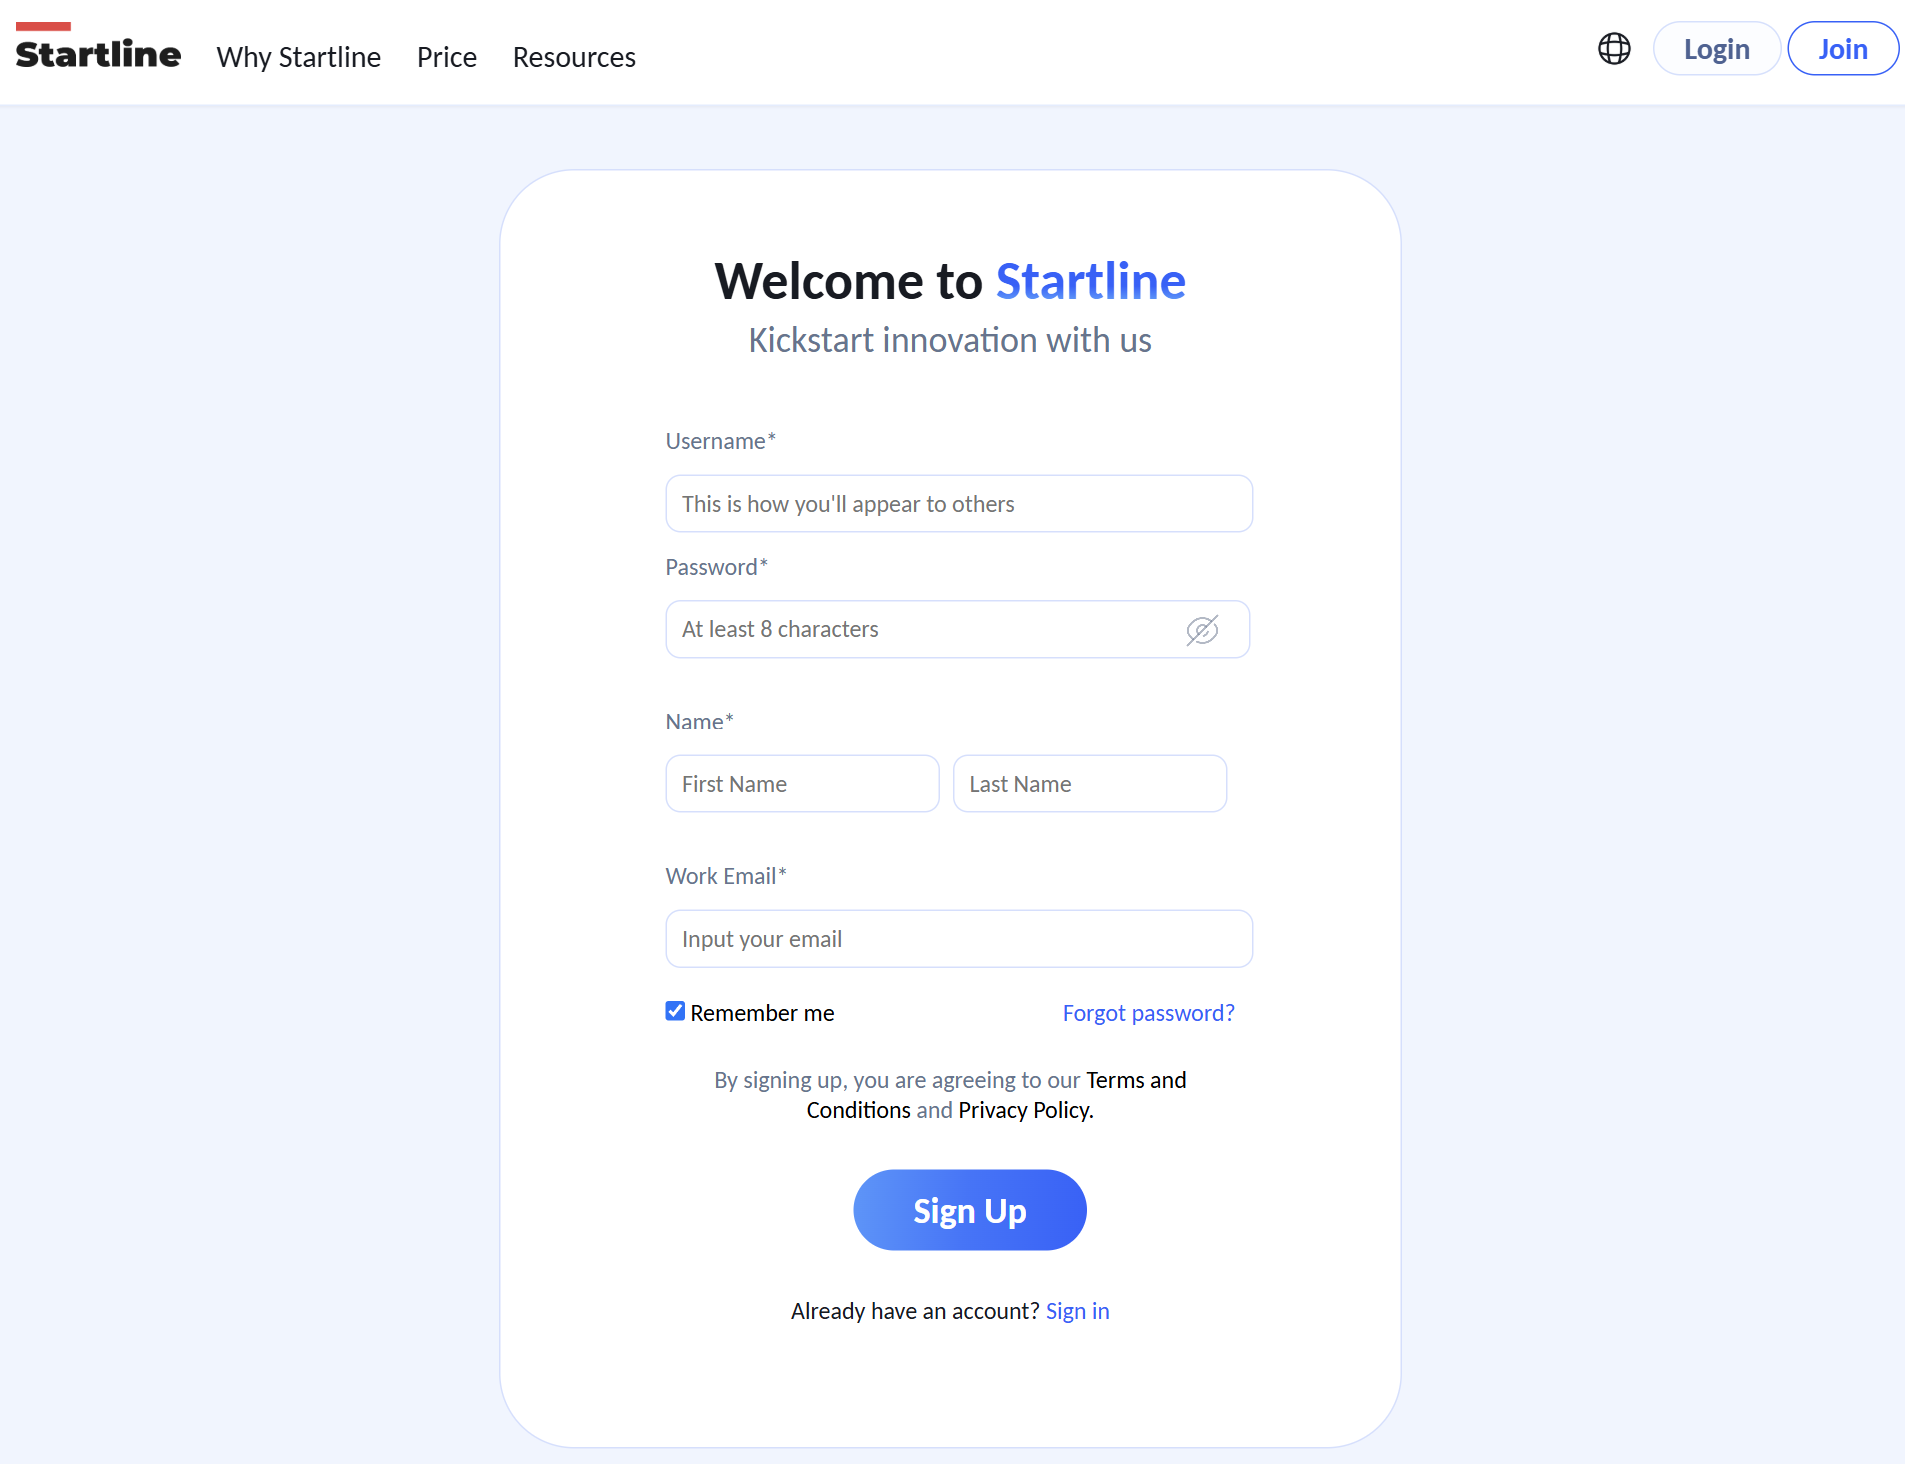 Startline Why Startline Price Resources Login Join
Welcome to Startline
Kickstart innovation with us
Username*
This is how you'll appear to others
Password*
At least 8 characters
Name*
First Name Last Name
Work Email*
Input your email
Remember me Forgot password?
By signing up, you are agreeing to our Terms and
Conditions and Privacy Policy.
Sign Up
Already have an account? Sign in